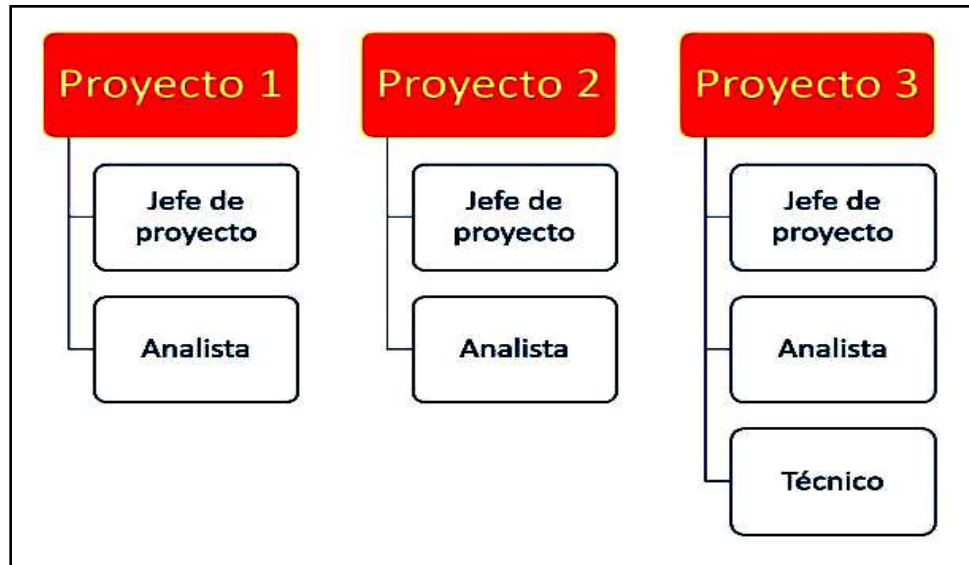 Proyecto 1
Jefe de
proyecto
Analista
Proyecto 2
Jefe de
proyecto
Analista
Proyecto 3
Jefe de
proyecto
Analista
Técnico